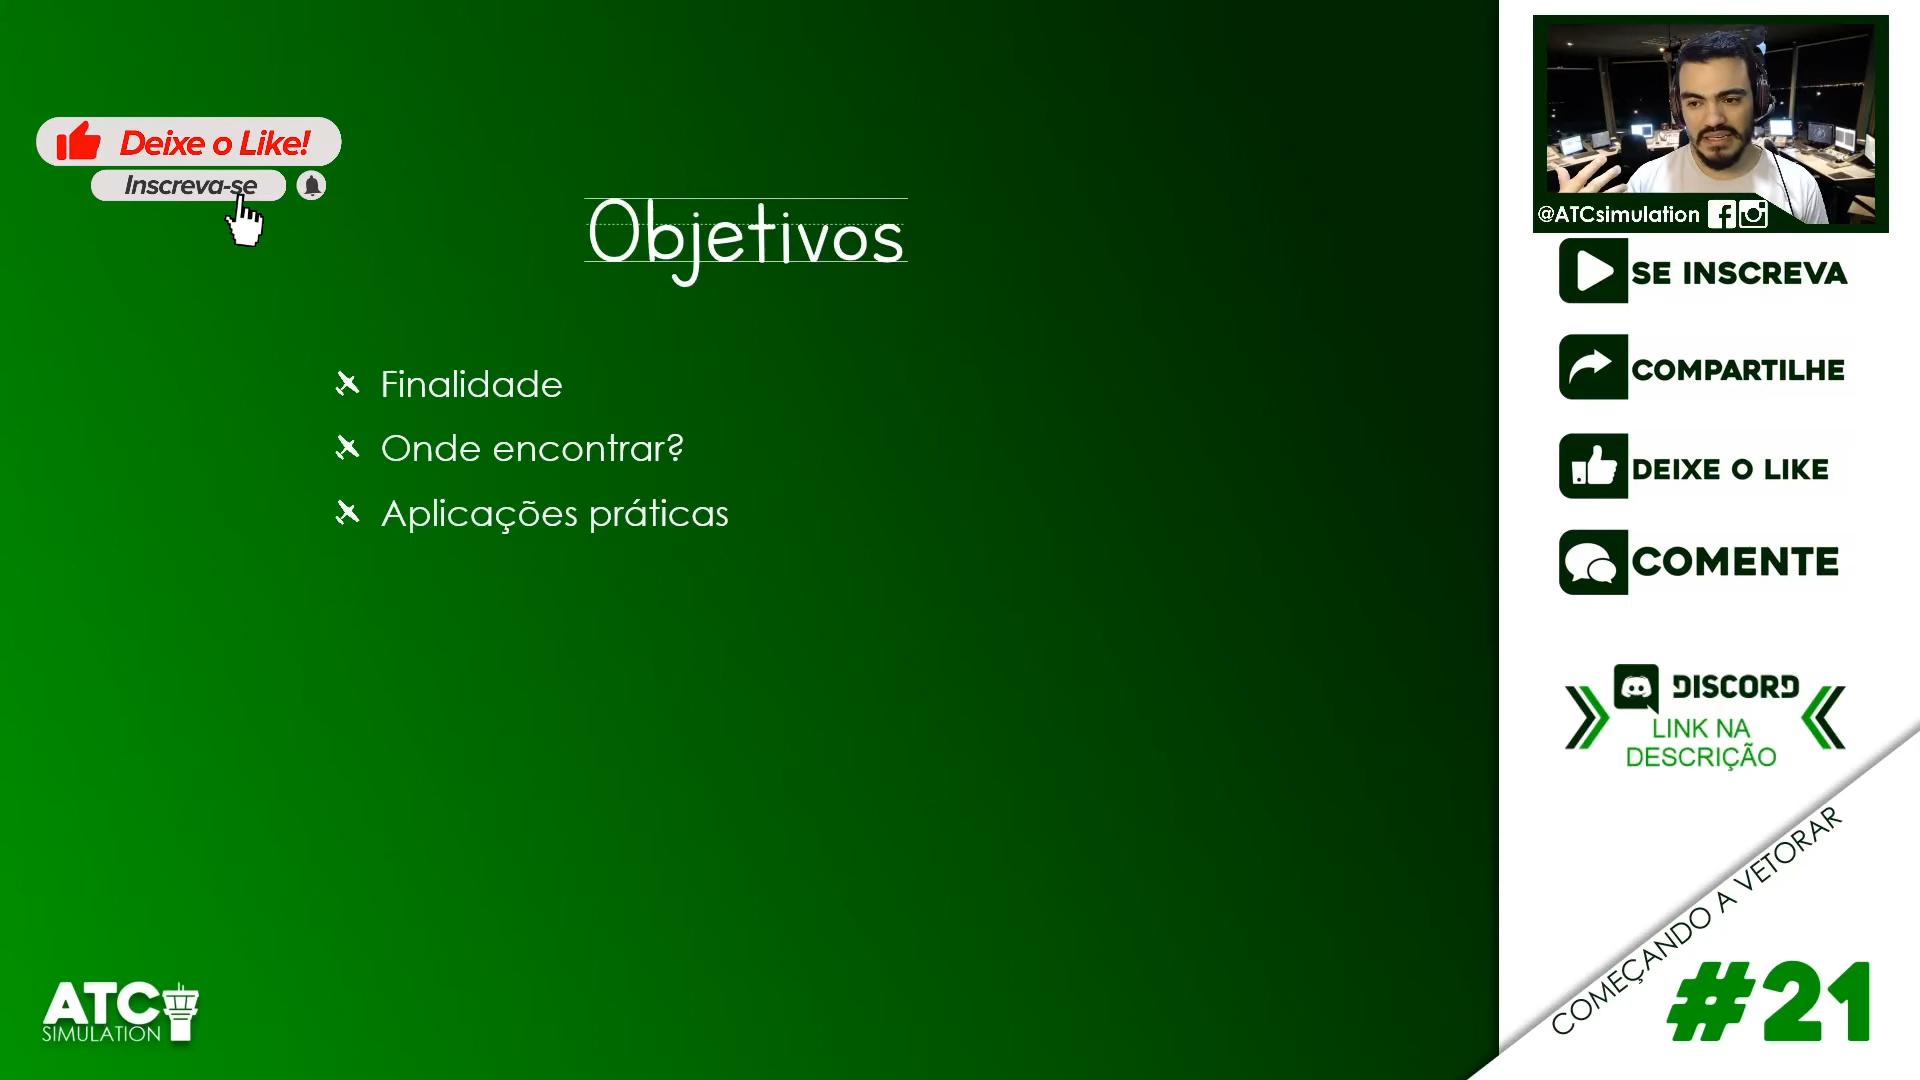 Deixe o Like!
Inscreva-se
Objetivos
Finalidade
Onde encontrar?
Aplicações práticas
ATC
SIMULATION
@ATCsimulation
SE INSCREVA
COMPARTILHE
DEIXE O LIKE
COMENTE
DISCORD
LINK NA
DESCRIÇÃO
COMEÇANDO A VETORAR
#21